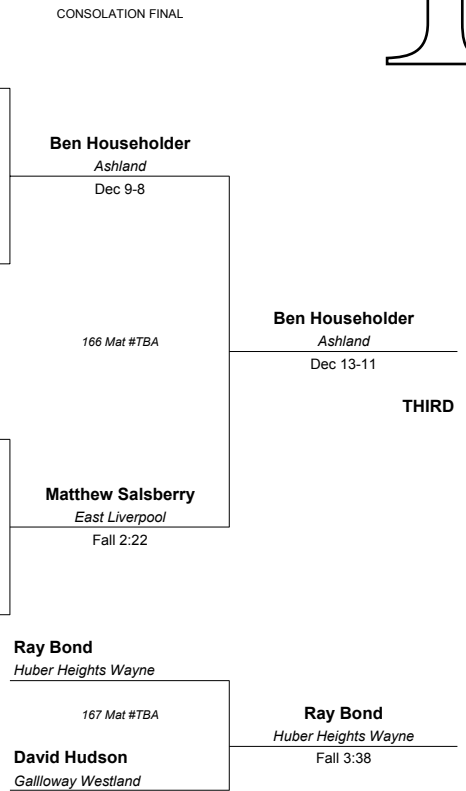 CONSOLATION FINAL
Ben Householder
Ashland
Dec 9-8
166 Mat #TBA
Ben Householder
Ashland
Dec 13-11
THIRD
Matthew Salsberry
East Liverpool
Fall 2:22
Ray Bond
Huber Heights Wayne
167 Mat #TBA
Ray Bond
Huber Heights Wayne
Fall 3:38
David Hudson
Gallloway Westland